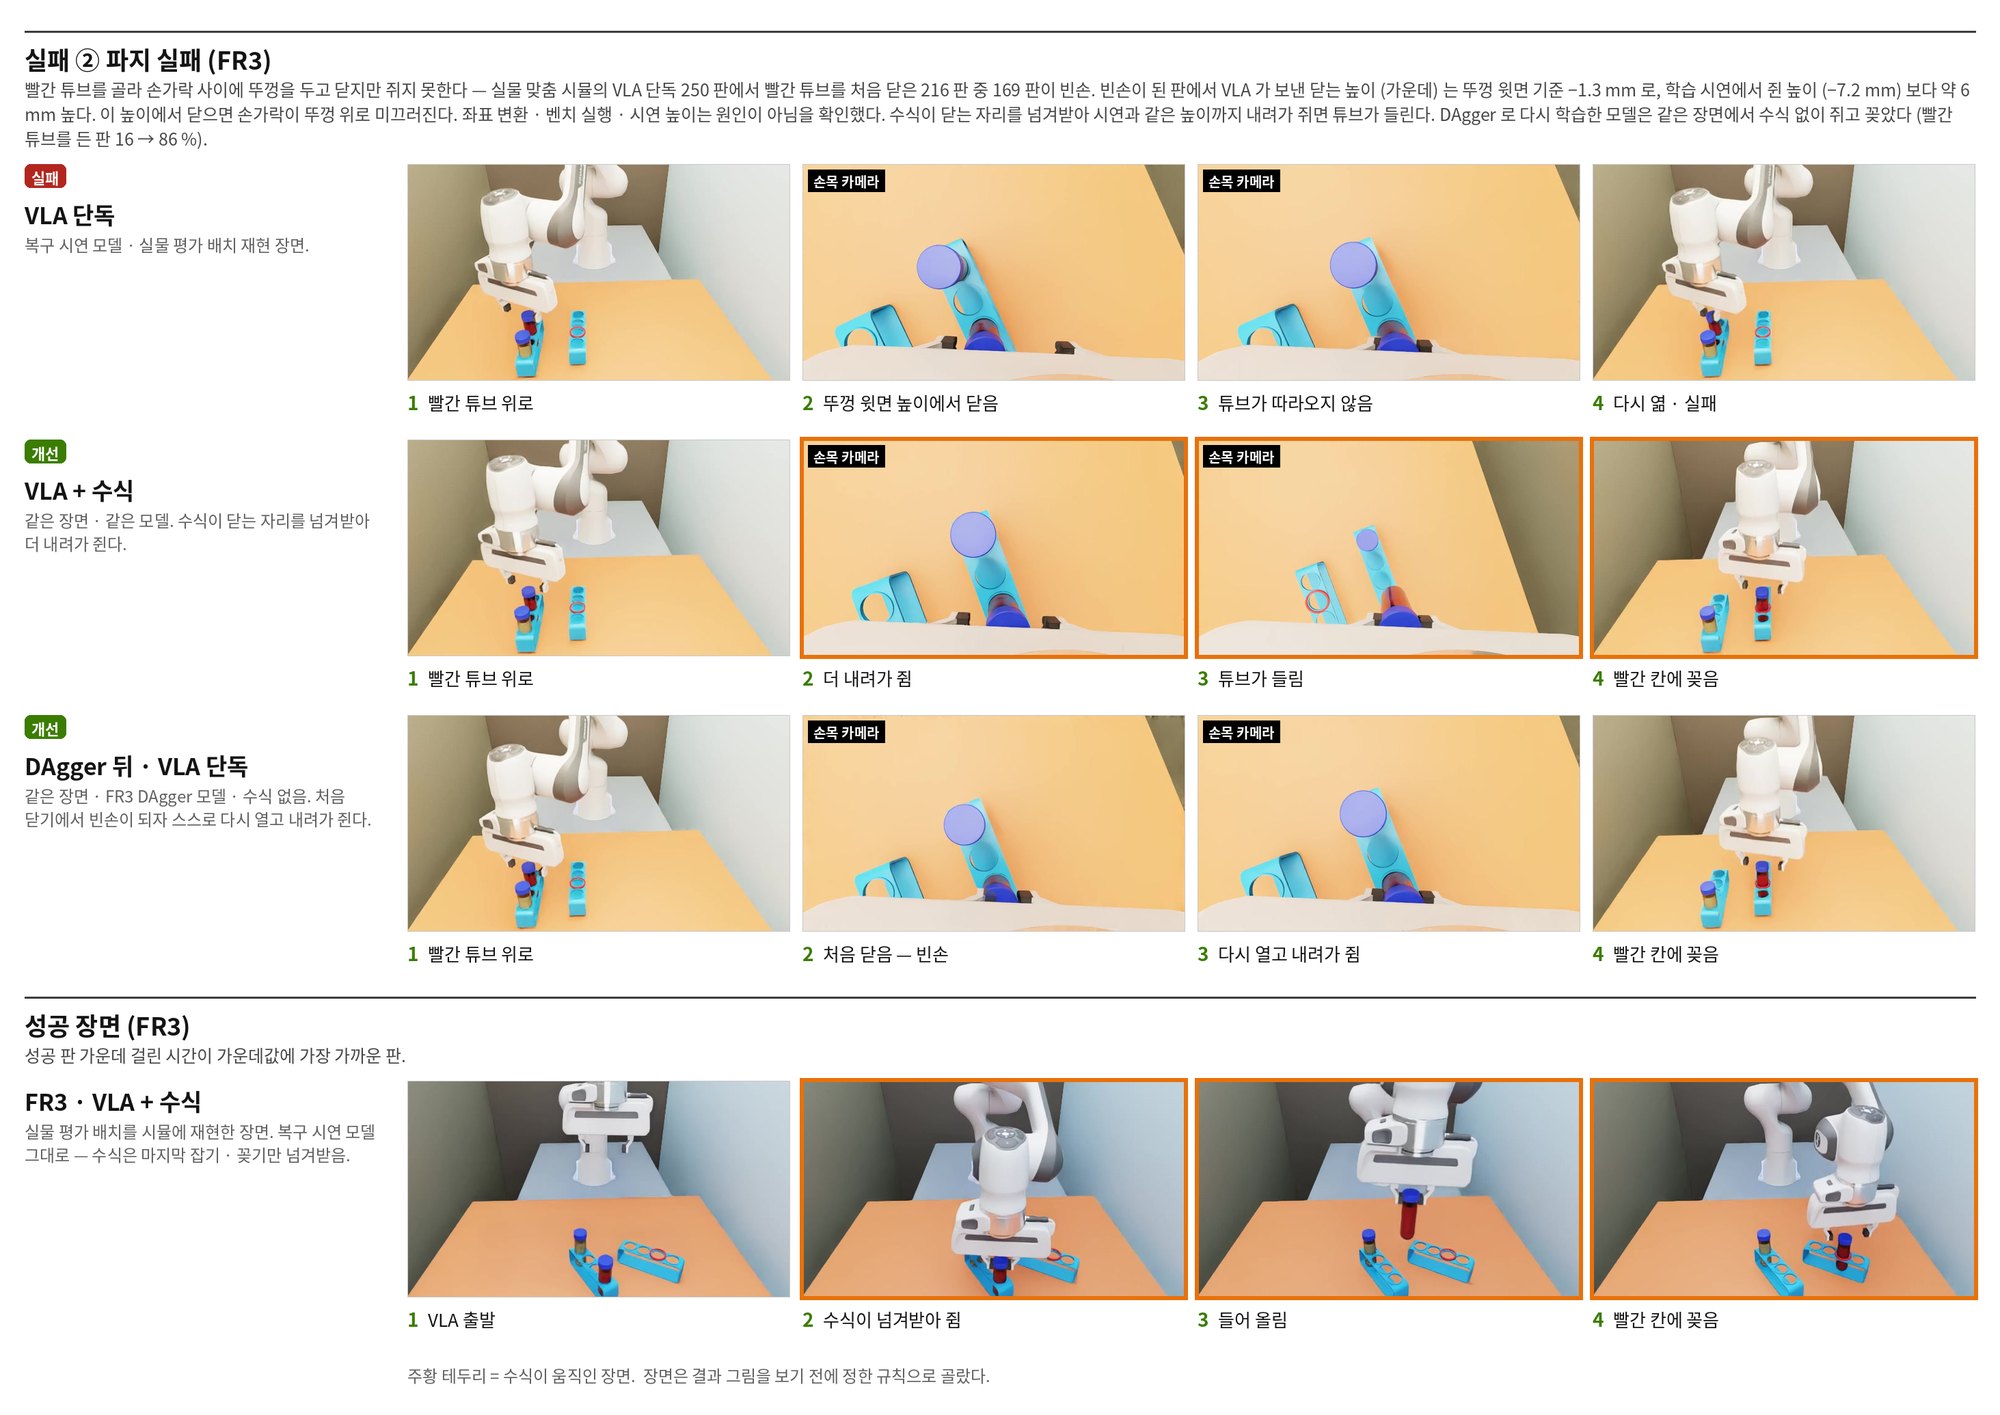 실패 ② 파지 실패 (FR3)
빨간 튜브를 골라 손가락 사이에 뚜껑을 두고 닫지만 쥐지 못한다 — 실물 맞춤 시뮬의 VLA 단독 250 판에서 빨간 튜브를 처음 닫은 216 판 중 169 판이 빈손. 빈손이 된 판에서 VLA 가 보낸 닫는 높이 (가운데) 는 뚜껑 윗면 기준 −1.3 mm 로, 학습 시연에서 쥔 높이 (−7.2 mm) 보다 약 6
mm 높다. 이 높이에서 닫으면 손가락이 뚜껑 위로 미끄러진다. 좌표 변환 · 벤치 실행 · 시연 높이는 원인이 아님을 확인했다. 수식이 닫는 자리를 넘겨받아 시연과 같은 높이까지 내려가 쥐면 튜브가 들린다. DAgger 로 다시 학습한 모델은 같은 장면에서 수식 없이 쥐고 꽂았다 (빨간
튜브를 든 판 16 → 86 %).
실패
VLA 단독
복구 시연 모델 · 실물 평가 배치 재현 장면.
손목 카메라
손목 카메라
1 빨간 튜브 위로
2 뚜껑 윗면 높이에서 닫음
3 튜브가 따라오지 않음
4 다시 엶 · 실패
개선
VLA + 수식
같은 장면 · 같은 모델. 수식이 닫는 자리를 넘겨받아
더 내려가 쥔다.
손목 카메라
손목 카메라
1 빨간 튜브 위로
2 더 내려가 쥠
3 튜브가 들림
4 빨간 칸에 꽂음
개선
DAgger 뒤 · VLA 단독
같은 장면 · FR3 DAgger 모델 · 수식 없음. 처음
닫기에서 빈손이 되자 스스로 다시 열고 내려가 쥔다.
손목 카메라
손목 카메라
1 빨간 튜브 위로
2 처음 닫음 — 빈손
3 다시 열고 내려가 쥠
4 빨간 칸에 꽂음
성공 장면 (FR3)
성공 판 가운데 걸린 시간이 가운데값에 가장 가까운 판.
FR3 · VLA + 수식
실물 평가 배치를 시뮬에 재현한 장면. 복구 시연 모델
그대로 — 수식은 마지막 잡기 · 꽂기만 넘겨받음.
1 VLA 출발
2 수식이 넘겨받아 쥠
3 들어 올림
4 빨간 칸에 꽂음
주황 테두리 = 수식이 움직인 장면. 장면은 결과 그림을 보기 전에 정한 규칙으로 골랐다.